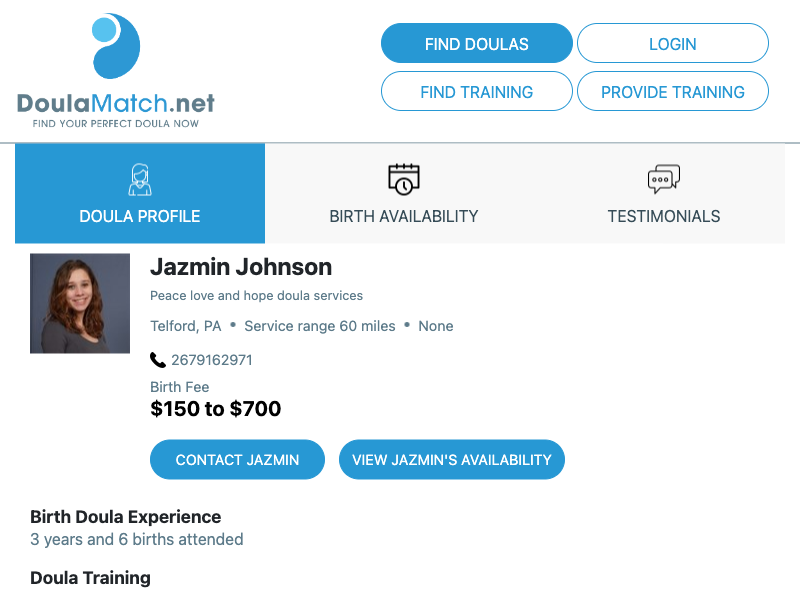 DoulaMatch.net
FIND YOUR PERFECT DOULA NOW
FIND DOULAS
LOGIN
FIND TRAINING
PROVIDE TRAINING
DOULA PROFILE
BIRTH AVAILABILITY
TESTIMONIALS
Jazmin Johnson
Peace love and hope doula services
Telford, PA • Service range 60 miles • None
2679162971
Birth Fee
$150 to $700
CONTACT JAZMIN
VIEW JAZMIN'S AVAILABILITY
Birth Doula Experience
3 years and 6 births attended
Doula Training